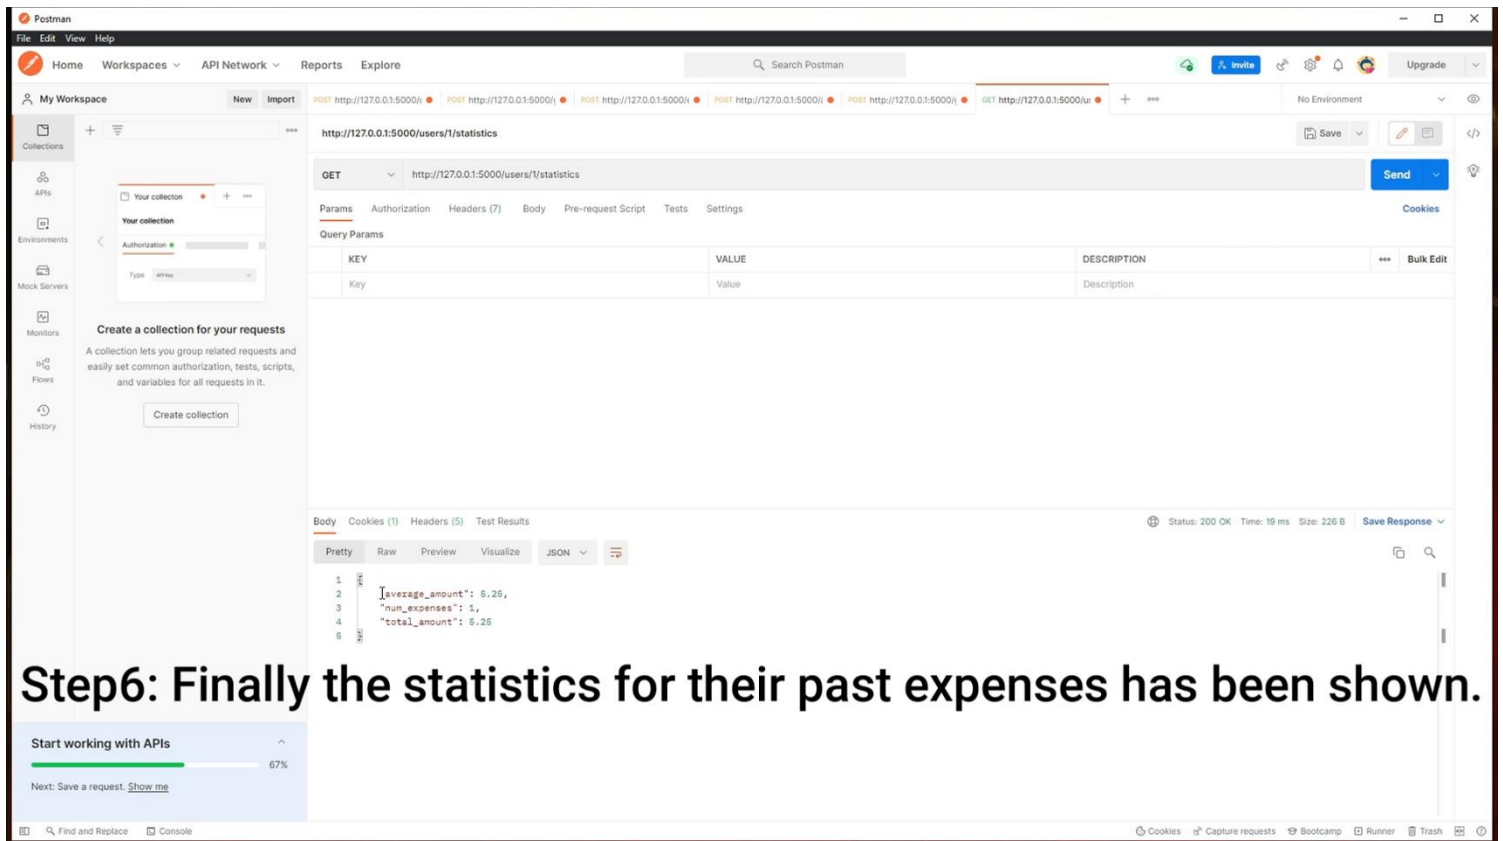 Postman
File Edit View Help
Home Workspaces API Network Reports Explore
Search Postman
Invite
Upgrade
My Workspace New Import
POST http://127.0.0.1:5000/ POST http://127.0.0.1:5000/ POST http://127.0.0.1:5000/ POST http://127.0.0.1:5000/ POST http://127.0.0.1:5000/ GET http://127.0.0.1:5000/us
No Environment
Collections
APIs
Environments
Mock Servers
Monitors
Flows
History
Your collecton
Your collection
Authorization
Type API Key
Create a collection for your requests
A collection lets you group related requests and
easily set common authorization, tests, scripts,
and variables for all requests in it.
Create collection
http://127.0.0.1:5000/users/1/statistics
Save
GET http://127.0.0.1:5000/users/1/statistics
Send
Params Authorization Headers (7) Body Pre-request Script Tests Settings
Cookies
Query Params
KEY VALUE DESCRIPTION Bulk Edit
Key Value Description
Body Cookies (1) Headers (5) Test Results
Status: 200 OK Time: 19 ms Size: 226 B Save Response
Pretty Raw Preview Visualize JSON
1 {
2 "average_amount": 5.25,
3 "num_expenses": 1,
4 "total_amount": 5.25
5 }
Step6: Finally the statistics for their past expenses has been shown.
Start working with APIs
67%
Next: Save a request. Show me
Find and Replace Console
Cookies Capture requests Bootcamp Runner Trash